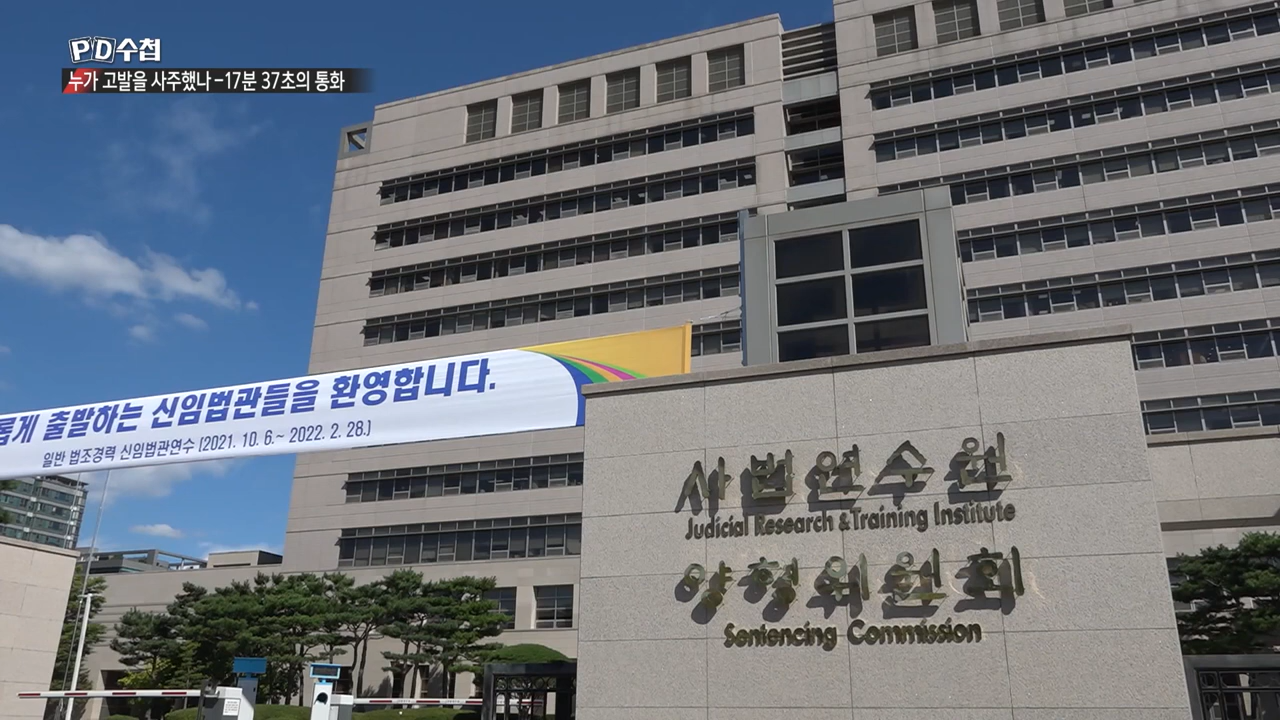 PD수첩
누가 고발을 사주했나-17분 37초의 통화
롭게 출발하는 신임법관들을 환영합니다.
일반 법조경력 신임법관연수 [2021. 10. 6.~ 2022. 2. 28.]
사법연수원
Judicial Research & Training Institute
양형위원회
Sentencing Commission